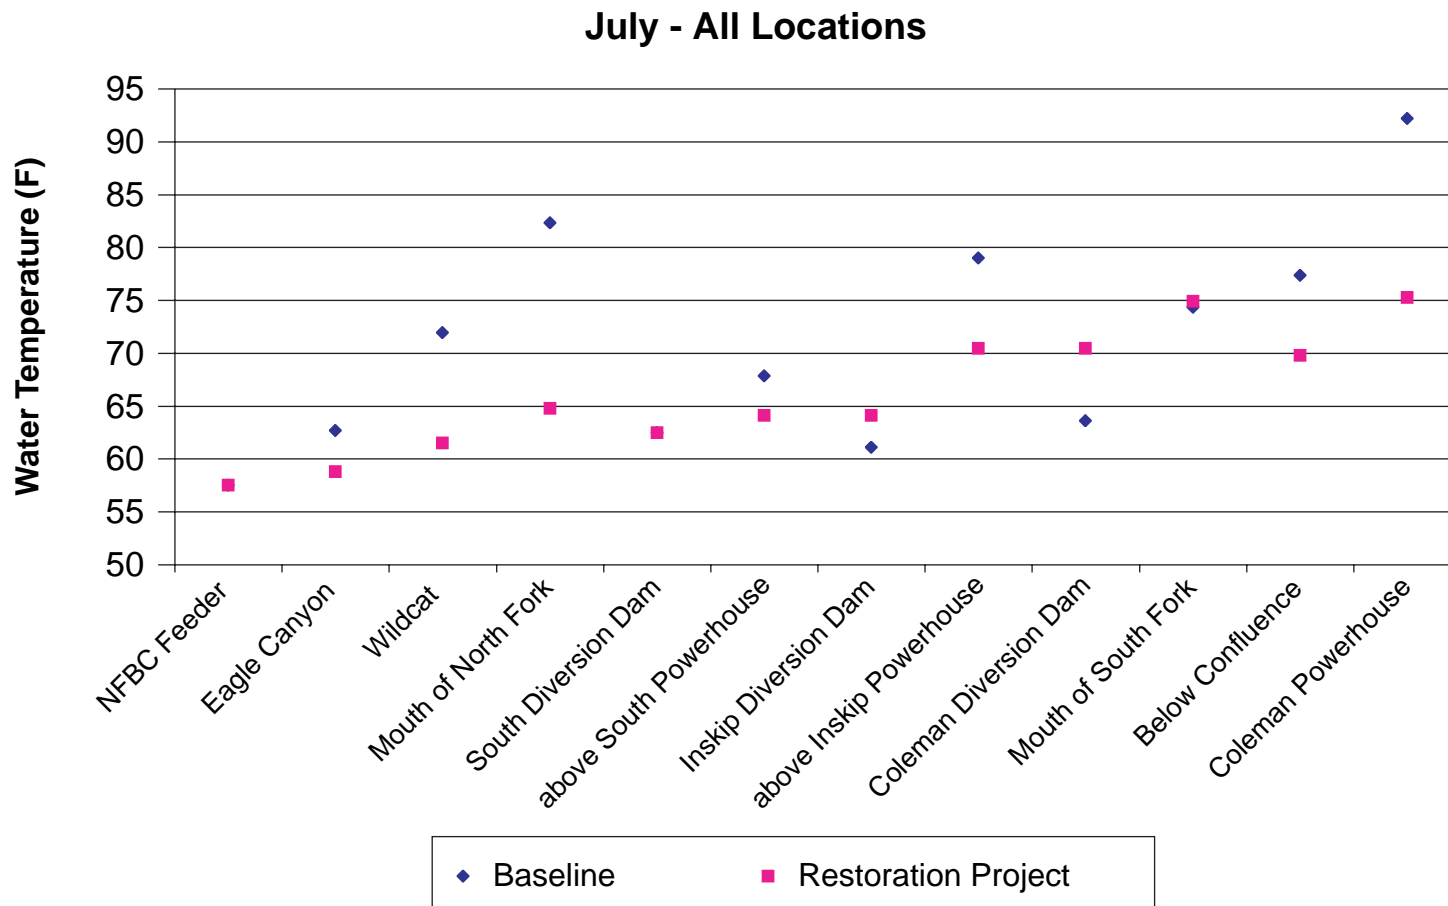 July - All Locations
Water Temperature (F)
95
90
85
80
75
70
65
60
55
50
NFBC Feeder
Eagle Canyon
Wildcat
Mouth of North Fork
South Diversion Dam
above South Powerhouse
Inskip Diversion Dam
above Inskip Powerhouse
Coleman Diversion Dam
Mouth of South Fork
Below Confluence
Coleman Powerhouse
Baseline
Restoration Project